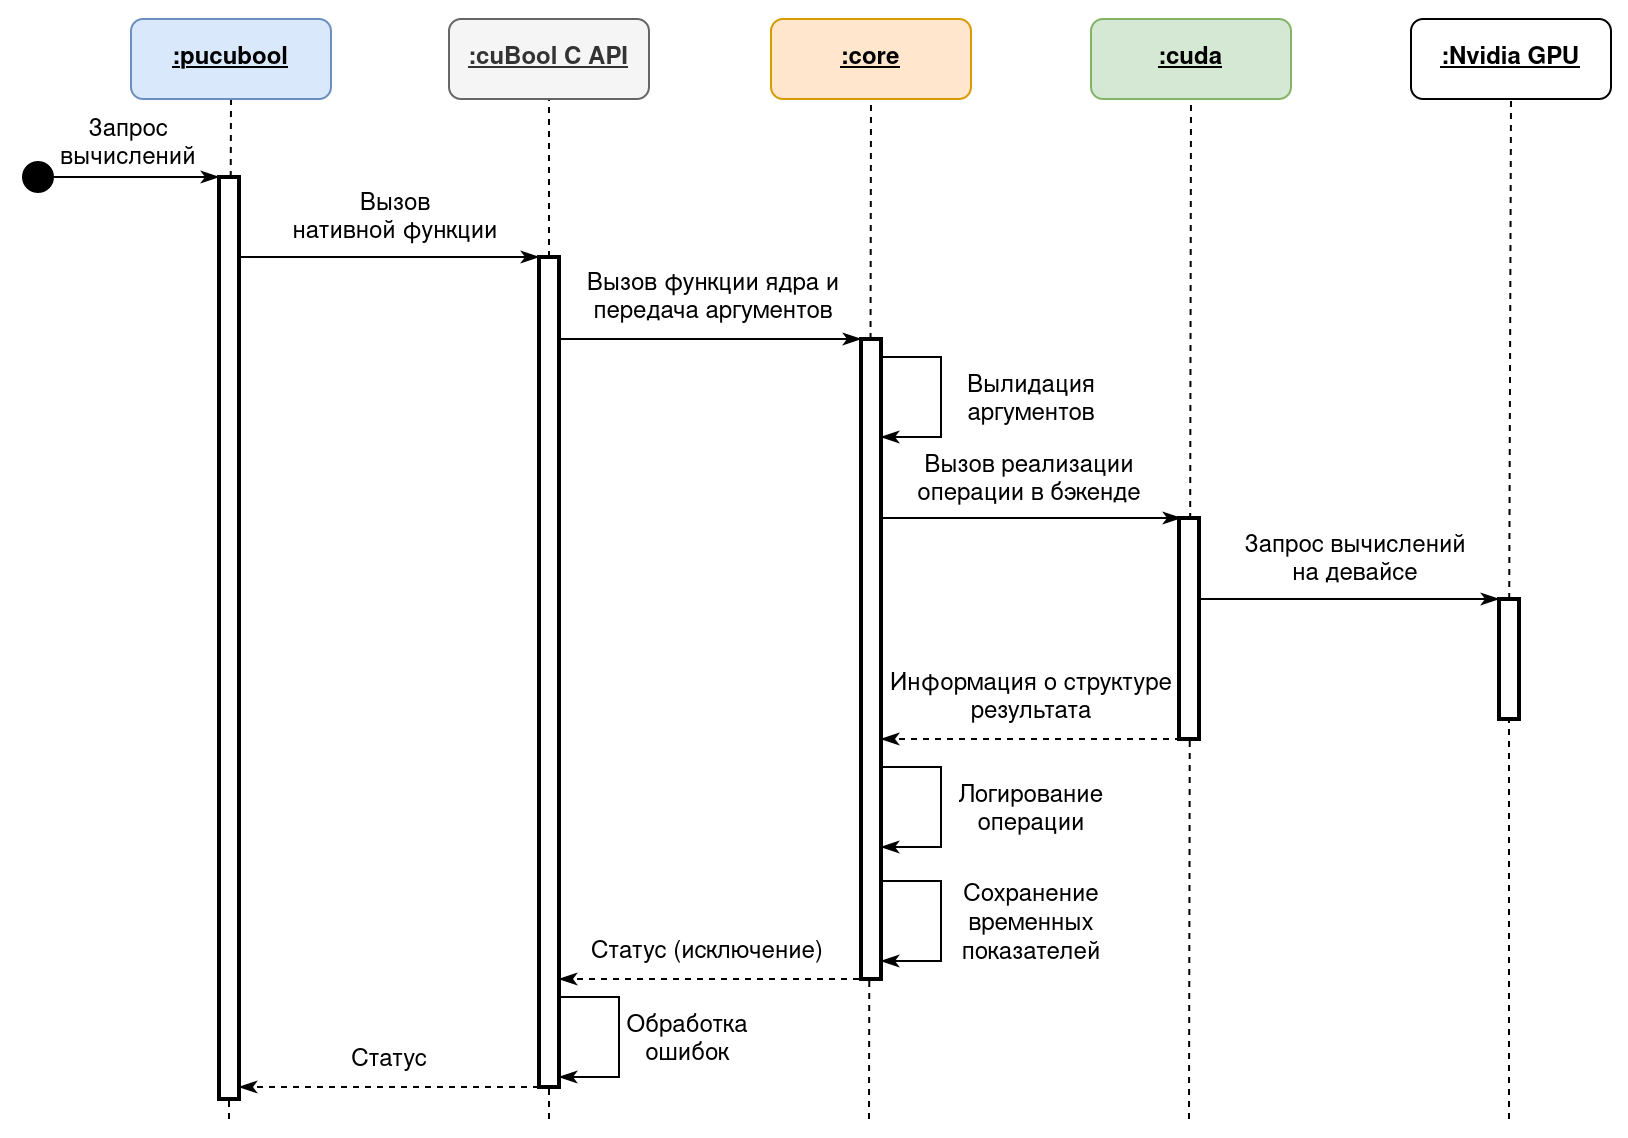 :pucubool
:cuBool C API
:core
:cuda
:Nvidia GPU
Запрос
вычислений
Вызов
нативной функции
Вызов функции ядра и
передача аргументов
Вылидация
аргументов
Вызов реализации
операции в бэкенде
Запрос вычислений
на девайсе
Информация о структуре
результата
Логирование
операции
Сохранение
временных
показателей
Статус (исключение)
Обработка
ошибок
Статус